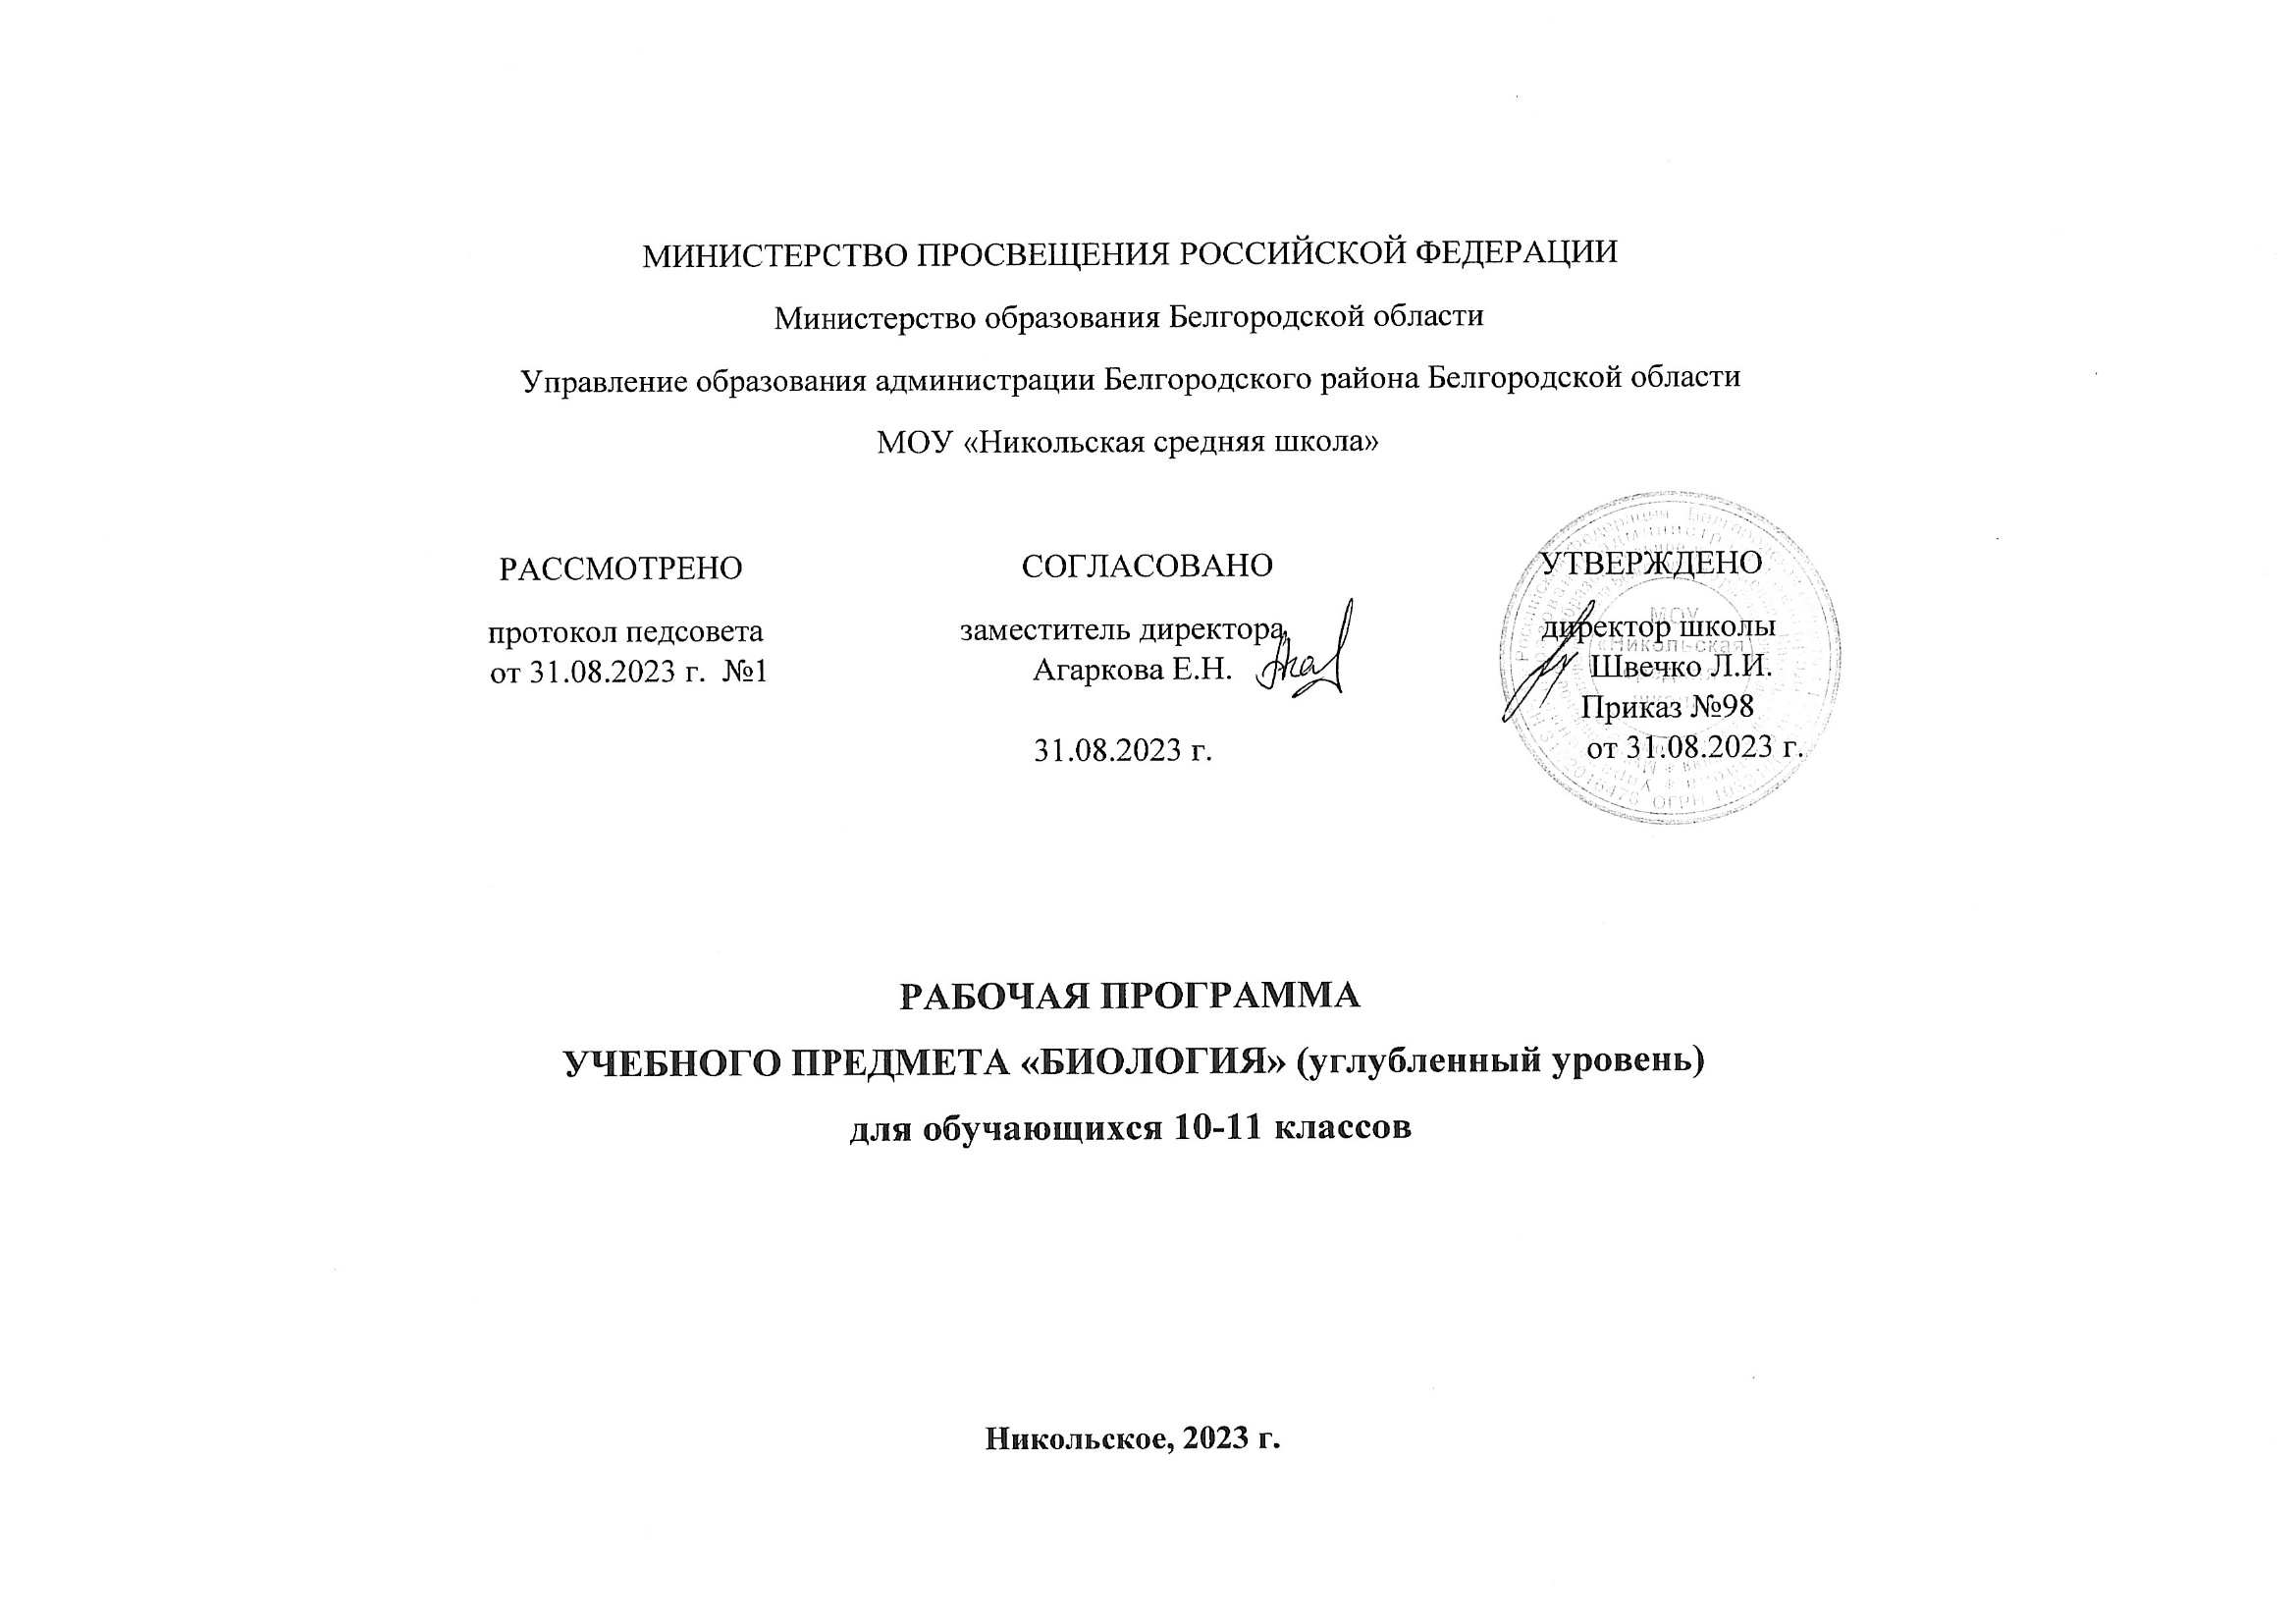 МИНИСТЕРСТВО ПРОСВЕЩЕНИЯ РОССИЙСКОЙ ФЕДЕРАЦИИ
Министерство образования Белгородской области
Управление образования администрации Белгородского района Белгородской области
МОУ «Никольская средняя школа»
РАССМОТРЕНО
протокол педсовета
от 31.08.2023 г. №1
СОГЛАСОВАНО
заместитель директора
Агаркова Е.Н.
31.08.2023 г.
УТВЕРЖДЕНО
директор школы
Швечко Л.И.
Приказ №98
от 31.08.2023 г.
МОУ
«Никольская
ОГРН
РАБОЧАЯ ПРОГРАММА
УЧЕБНОГО ПРЕДМЕТА «БИОЛОГИЯ» (углубленный уровень)
для обучающихся 10-11 классов
Никольское, 2023 г.